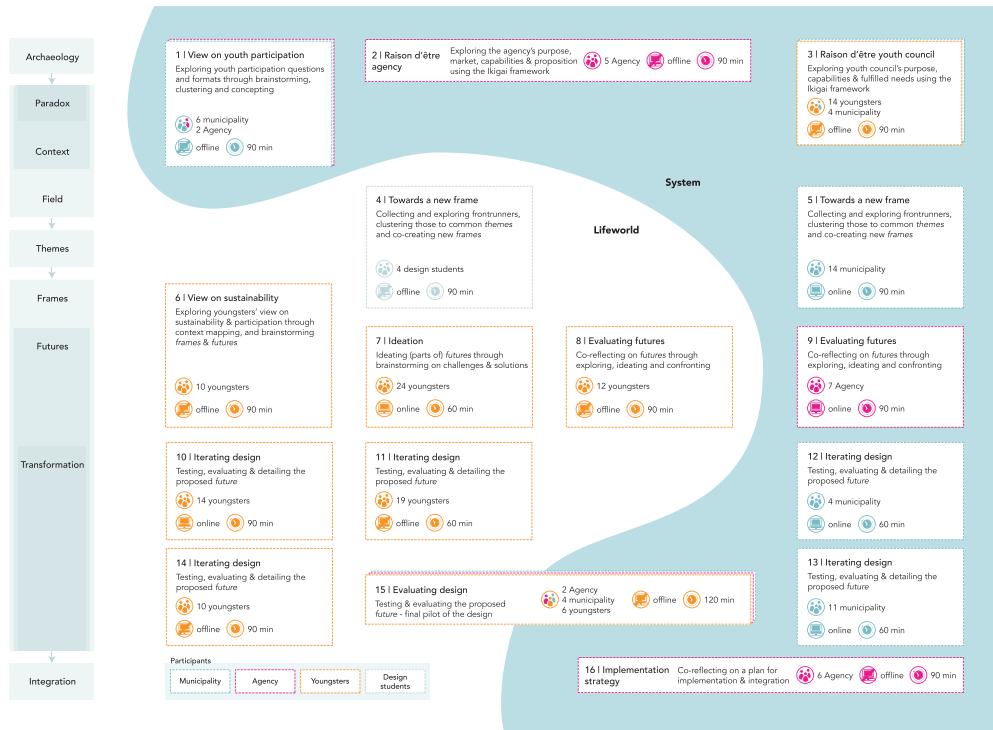 Archaeology
Paradox
Context
Field
Themes
Frames
Futures
Transformation
Integration
1 | View on youth participation
Exploring youth participation questions
and formats through brainstorming,
clustering and concepting
6 municipality
2 Agency
offline
90 min
2 | Raison d'être
agency
Exploring the agency's purpose,
market, capabilities & proposition
using the Ikigai framework
5 Agency
offline
90 min
3 | Raison d'être youth council
Exploring youth council's purpose,
capabilities & fulfilled needs using the
Ikigai framework
14 youngsters
4 municipality
offline
90 min
System
Lifeworld
4 | Towards a new frame
Collecting and exploring frontrunners,
clustering those to common themes
and co-creating new frames
4 design students
offline
90 min
5 | Towards a new frame
Collecting and exploring frontrunners,
clustering those to common themes
and co-creating new frames
14 municipality
online
90 min
6 | View on sustainability
Exploring youngsters' view on
sustainability & participation through
context mapping, and brainstorming
frames & futures
10 youngsters
offline
90 min
7 | Ideation
Ideating (parts of) futures through
brainstorming on challenges & solutions
24 youngsters
online
60 min
8 | Evaluating futures
Co-reflecting on futures through
exploring, ideating and confronting
12 youngsters
offline
90 min
9 | Evaluating futures
Co-reflecting on futures through
exploring, ideating and confronting
7 Agency
online
90 min
10 | Iterating design
Testing, evaluating & detailing the
proposed future
14 youngsters
online
90 min
11 | Iterating design
Testing, evaluating & detailing the
proposed future
19 youngsters
offline
60 min
12 | Iterating design
Testing, evaluating & detailing the
proposed future
4 municipality
online
60 min
14 | Iterating design
Testing, evaluating & detailing the
proposed future
10 youngsters
offline
90 min
15 | Evaluating design
Testing & evaluating the proposed
future - final pilot of the design
2 Agency
4 municipality
6 youngsters
offline
120 min
13 | Iterating design
Testing, evaluating & detailing the
proposed future
11 municipality
online
60 min
16 | Implementation
strategy
Co-reflecting on a plan for
implementation & integration
6 Agency
offline
90 min
Participants
Municipality
Agency
Youngsters
Design
students